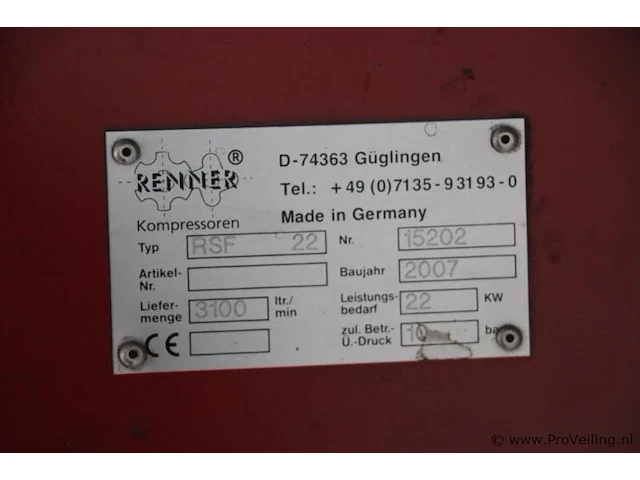 RENNER ®
Kompressoren
D-74363 Güglingen
Tel.: +49 (0)7135-93193-0
Made in Germany
Typ RSF 22 Nr. 15202
Artikel-Nr. Baujahr 2007
Liefer-menge 3100 ltr./min Leistungs-bedarf 22 KW
CE zul. Betr.-Ü.-Druck 10 bar
© www.ProVeiling.nl